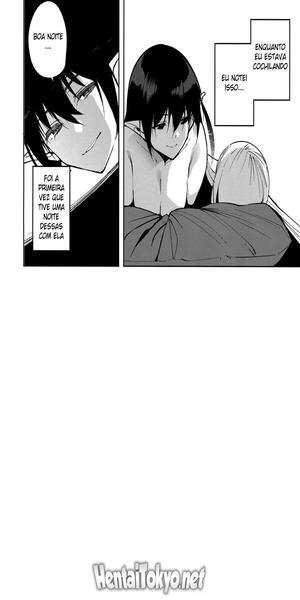 ENQUANTO
EU ESTAVA
COCHILANDO
EU NOTEI
ISSO...
BOA NOITE
...
FOI A
PRIMEIRA
VEZ QUE
TIVE UMA
NOITE
DESSAS
COM ELA
HentaiTokyo.net